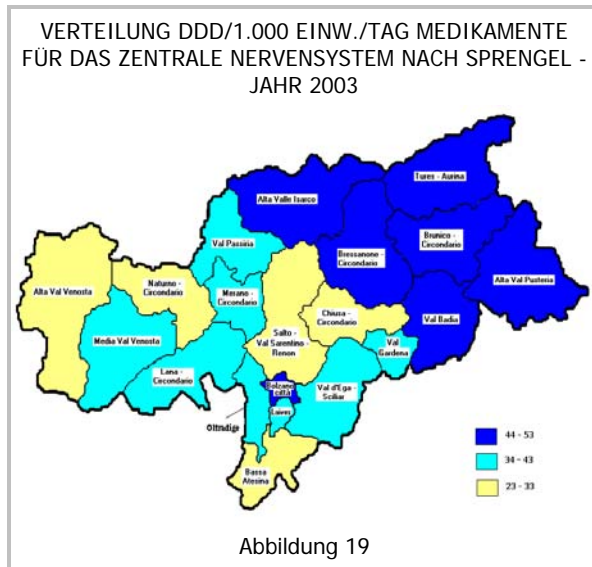 VERTEILUNG DDD/1.000 EINW./TAG MEDIKAMENTE
FÜR DAS ZENTRALE NERVENSYSTEM NACH SPRENGEL -
JAHR 2003
Tures - Aurina
Alta Valle Isarco
Val Passiria
Brunico -
Circondario
Bressanone -
Circondario
Alta Val Pusteria
Alta Val Venosta
Naturno -
Circondario
Merano -
Circondario
Chiusa -
Circondario
Val Badia
Media Val Venosta
Salto -
Val Sarentino -
Renon
Val
Gardena
Lana -
Circondario
Bolzano
città
Val d'Ega -
Sciliar
Laives
Oltradige
Bassa
Atesina
44 - 53
34 - 43
23 - 33
Abbildung 19